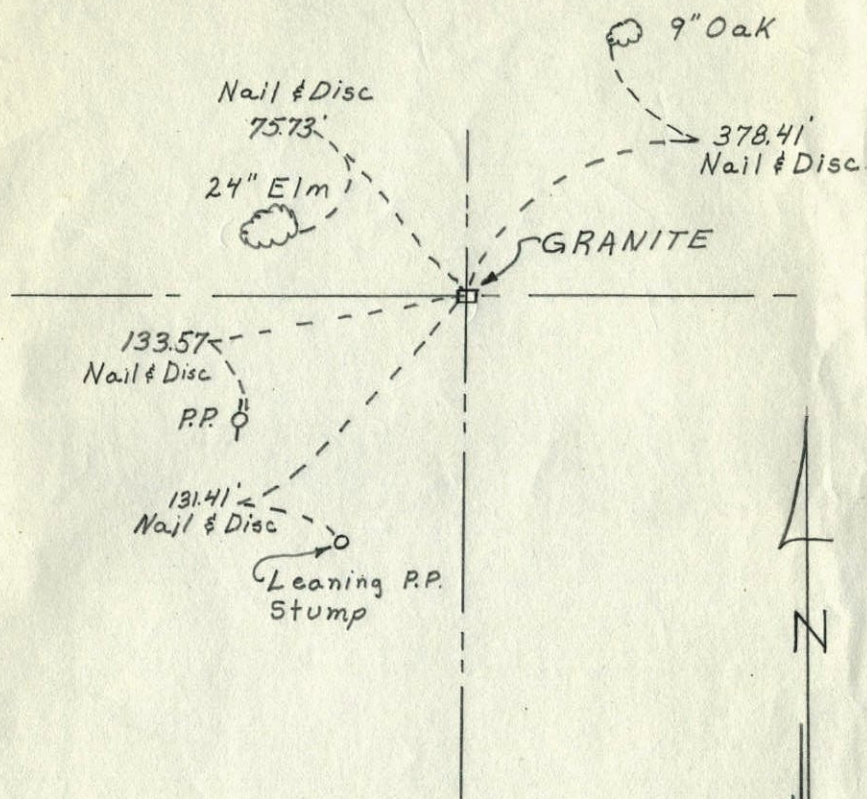 9" Oak
Nail & Disc
75.73'
378.41'
Nail & Disc
24" Elm
GRANITE
133.57
Nail & Disc
P.P.
131.41'
Nail & Disc
Leaning P.P.
Stump
N